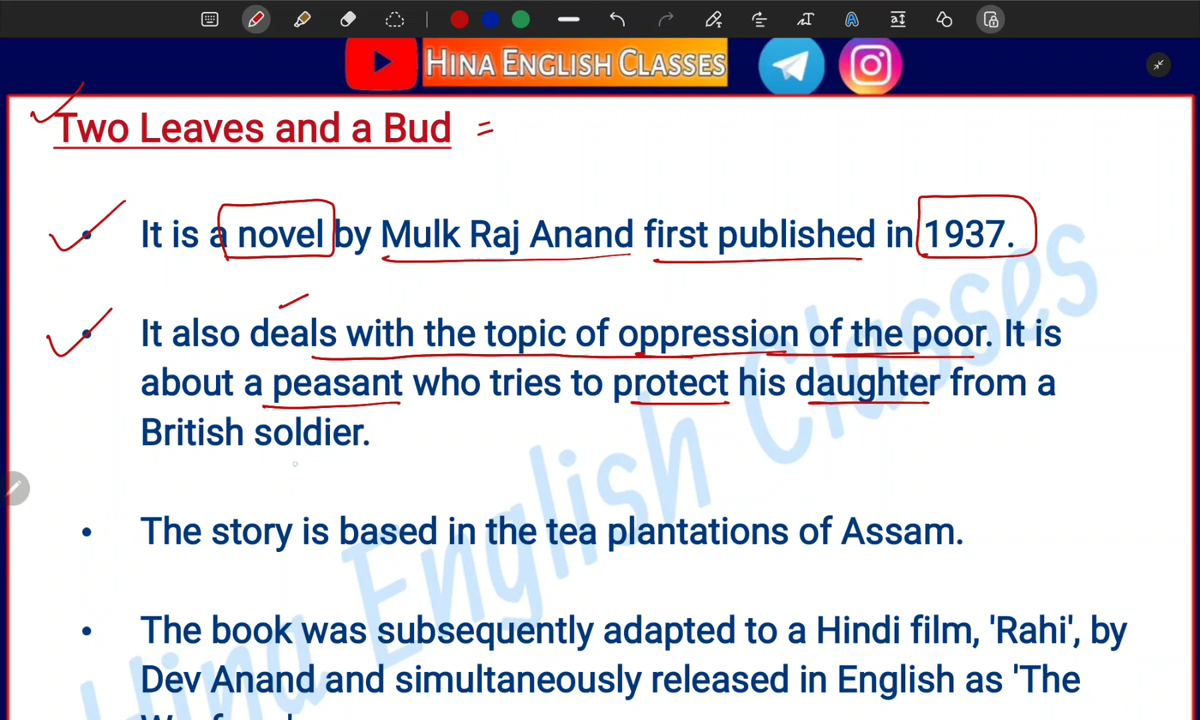 HINA ENGLISH CLASSES
Two Leaves and a Bud =
• It is a novel by Mulk Raj Anand first published in 1937.
• It also deals with the topic of oppression of the poor. It is
about a peasant who tries to protect his daughter from a
British soldier.
• The story is based in the tea plantations of Assam.
• The book was subsequently adapted to a Hindi film, 'Rahi', by
Dev Anand and simultaneously released in English as 'The
Hina English Classes